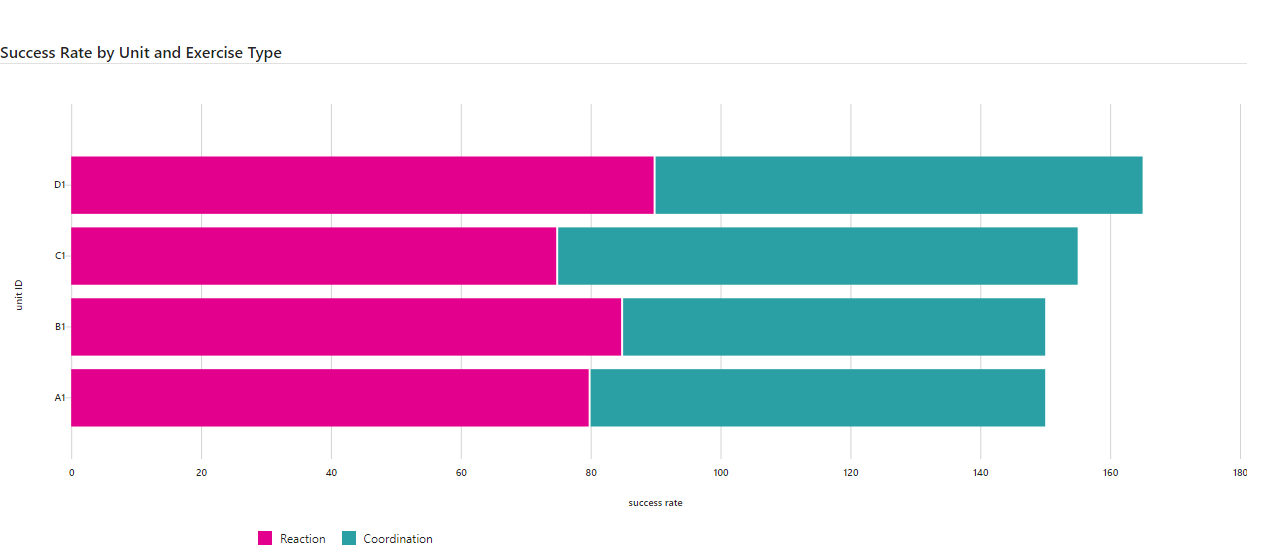 Success Rate by Unit and Exercise Type
D1
C1
B1
A1
unit ID
0 20 40 60 80 100 120 140 160 180
success rate
Reaction Coordination